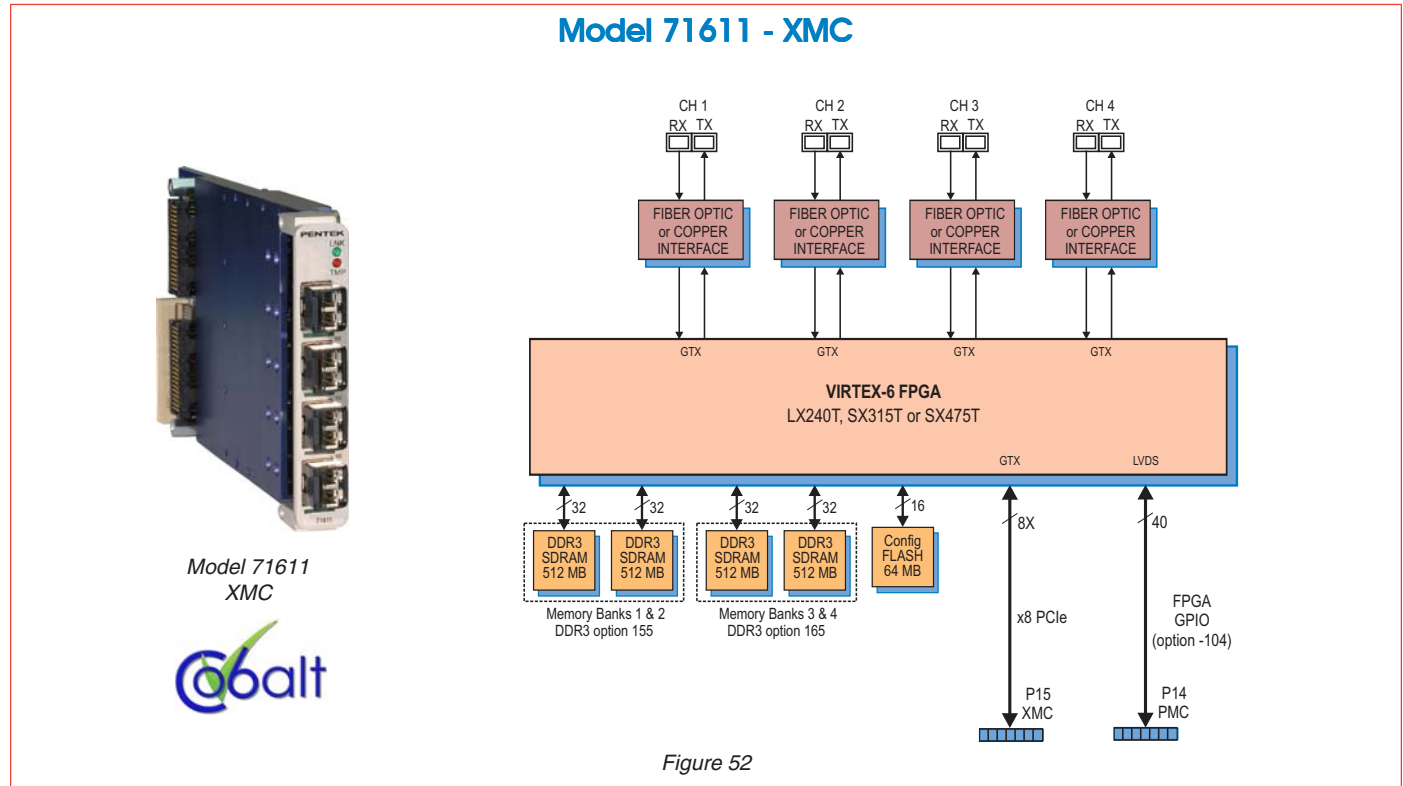 Model 71611 - XMC
PENTEK
LNK
TMP
71611
Model 71611
XMC
Cobalt
CH 1
RX TX
CH 2
RX TX
CH 3
RX TX
CH 4
RX TX
FIBER OPTIC
or COPPER
INTERFACE
FIBER OPTIC
or COPPER
INTERFACE
FIBER OPTIC
or COPPER
INTERFACE
FIBER OPTIC
or COPPER
INTERFACE
GTX
GTX
GTX
GTX
VIRTEX-6 FPGA
LX240T, SX315T or SX475T
GTX
LVDS
32
32
32
32
16
8X
40
DDR3
SDRAM
512 MB
DDR3
SDRAM
512 MB
DDR3
SDRAM
512 MB
DDR3
SDRAM
512 MB
Config
FLASH
64 MB
Memory Banks 1 & 2
DDR3 option 155
Memory Banks 3 & 4
DDR3 option 165
x8 PCIe
FPGA
GPIO
(option -104)
P15
XMC
P14
PMC
Figure 52